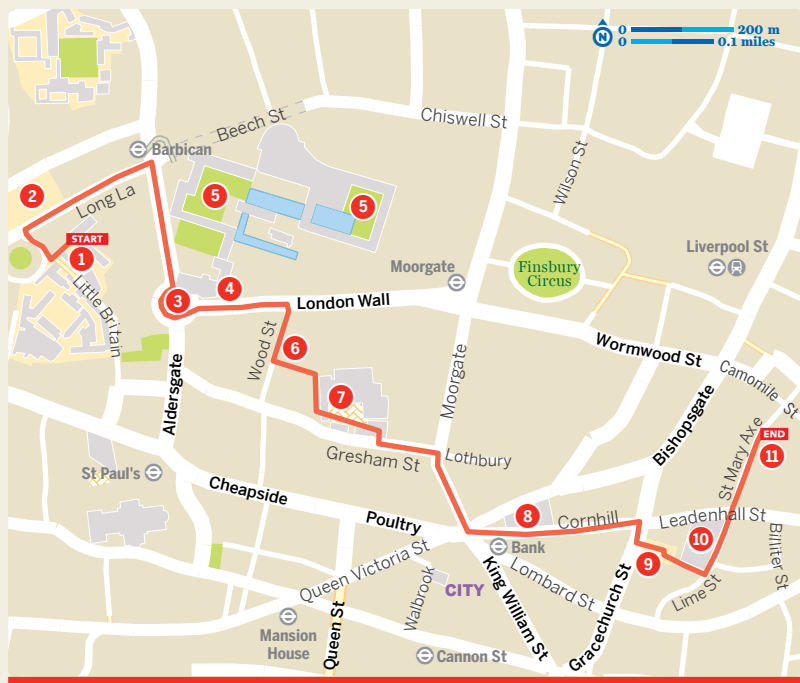 N
0 200 m
0 0.1 miles
Beech St
Chiswell St
Barbican
Wilson St
2
Long La
5
5
START
1
Liverpool St
Moorgate
Finsbury
Circus
Little Britain
3
4
London Wall
Wood St
6
Wormwood St
Camomile St
Aldersgate
7
Moorgate
Bishopsgate
St Mary Axe
END
11
Gresham St
Lothbury
St Paul's
Cheapside
Poultry
8
Cornhill
Leadenhall St
10
Billiter St
Bank
9
Queen Victoria St
Walbrook
CITY
Lombard St
Lime St
King William St
Gracechurch St
Mansion
House
Queen St
Cannon St